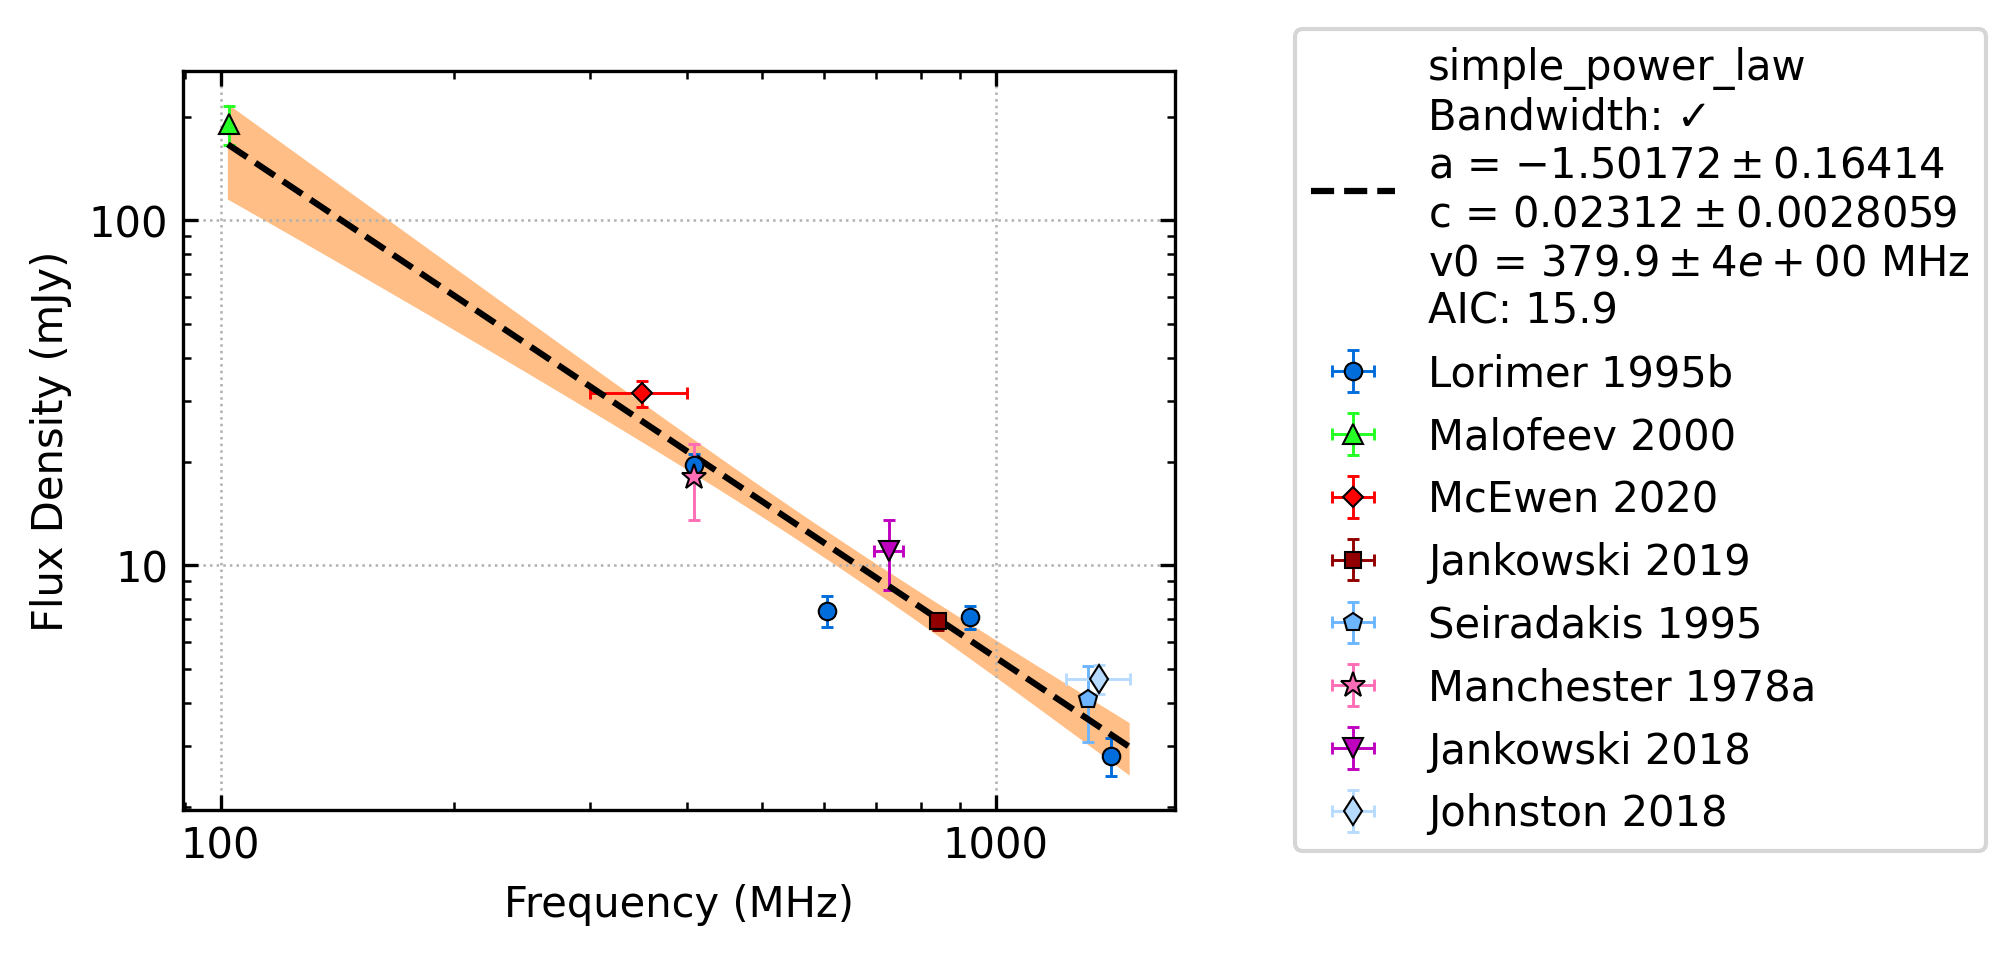 simple_power_law
Bandwidth: ✓
a = −1.50172 ± 0.16414
c = 0.02312 ± 0.0028059
v0 = 379.9 ± 4e + 00 MHz
AIC: 15.9
Lorimer 1995b
Malofeev 2000
McEwen 2020
Jankowski 2019
Seiradakis 1995
Manchester 1978a
Jankowski 2018
Johnston 2018
Flux Density (mJy)
100
10
100 1000
Frequency (MHz)